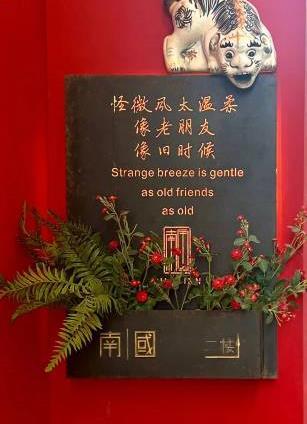 怪微风太温柔
像老朋友
像旧时候
Strange breeze is gentle
as old friends
as old
南國
二楼